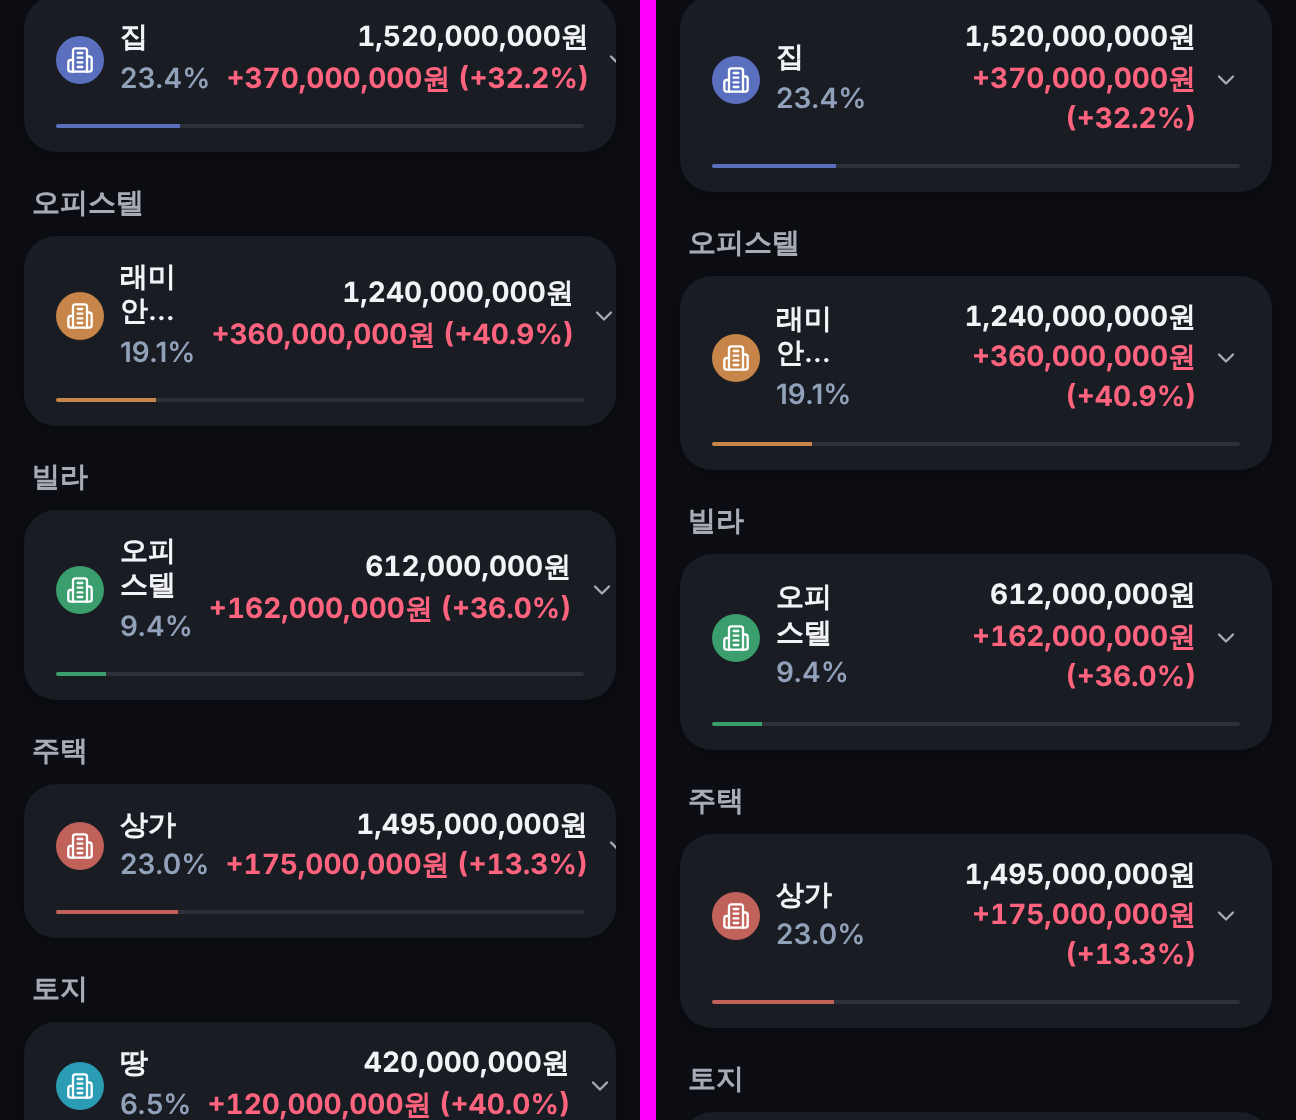 집
1,520,000,000원
23.4%
+370,000,000원 (+32.2%)
오피스텔
래미
안...
1,240,000,000원
19.1%
+360,000,000원 (+40.9%)
빌라
오피
스텔
612,000,000원
9.4%
+162,000,000원 (+36.0%)
주택
상가
1,495,000,000원
23.0%
+175,000,000원 (+13.3%)
토지
땅
420,000,000원
6.5%
+120,000,000원 (+40.0%)
집
23.4%
1,520,000,000원
+370,000,000원
(+32.2%)
오피스텔
래미
안...
19.1%
1,240,000,000원
+360,000,000원
(+40.9%)
빌라
오피
스텔
9.4%
612,000,000원
+162,000,000원
(+36.0%)
주택
상가
23.0%
1,495,000,000원
+175,000,000원
(+13.3%)
토지